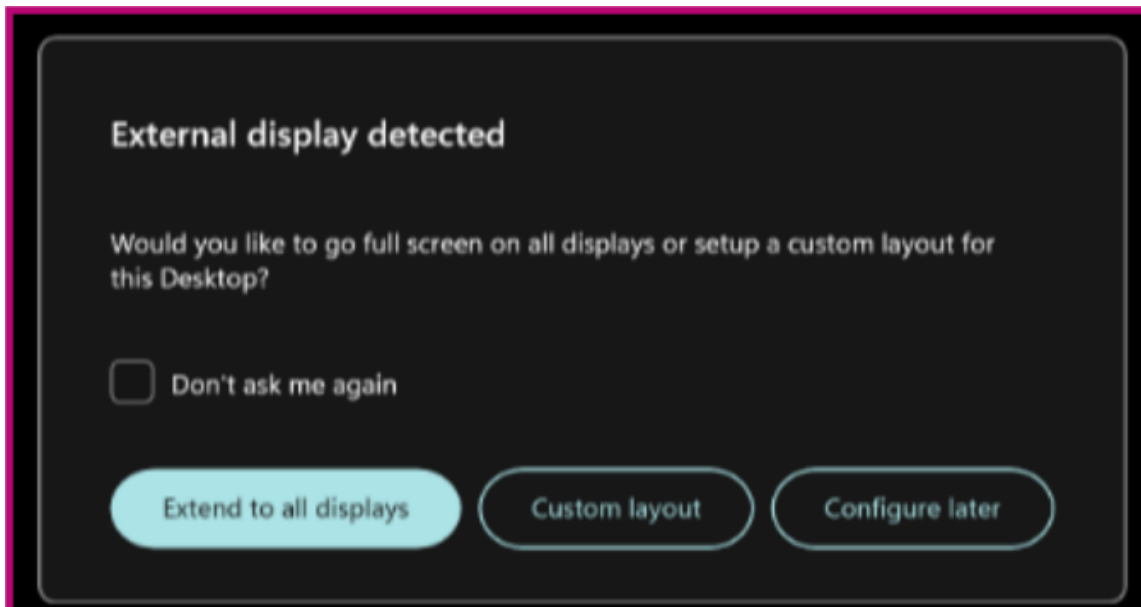 External display detected
Would you like to go full screen on all displays or setup a custom layout for
this Desktop?
Don't ask me again
Extend to all displays
Custom layout
Configure later